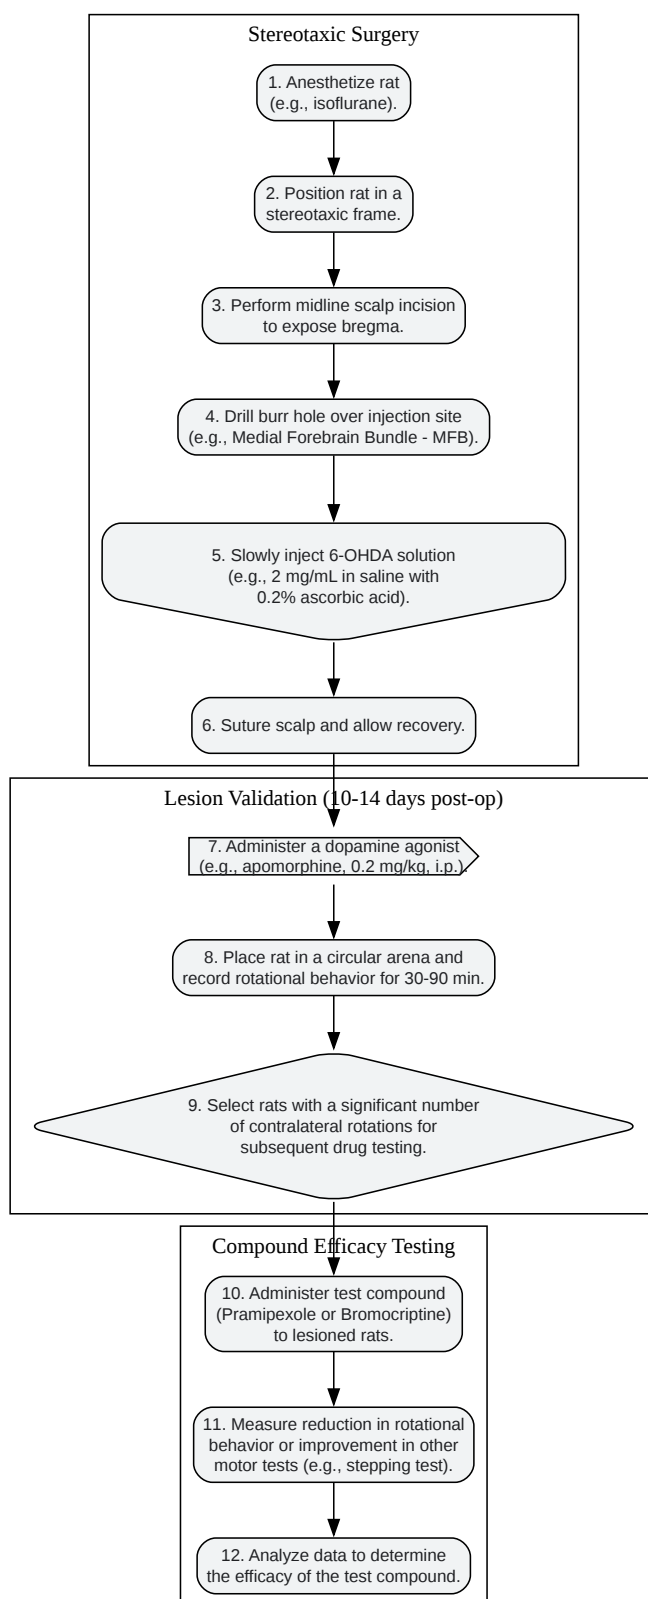 Stereotaxic Surgery
1. Anesthetize rat
(e.g., isoflurane).
2. Position rat in a
stereotaxic frame.
3. Perform midline scalp incision
to expose bregma.
4. Drill burr hole over injection site
(e.g., Medial Forebrain Bundle - MFB).
5. Slowly inject 6-OHDA solution
(e.g., 2 mg/mL in saline with
0.2% ascorbic acid).
6. Suture scalp and allow recovery.
Lesion Validation (10-14 days post-op)
7. Administer a dopamine agonist
(e.g., apomorphine, 0.2 mg/kg, i.p.).
8. Place rat in a circular arena and
record rotational behavior for 30-90 min.
9. Select rats with a significant number
of contralateral rotations for
subsequent drug testing.
Compound Efficacy Testing
10. Administer test compound
(Pramipexole or Bromocriptine)
to lesioned rats.
11. Measure reduction in rotational
behavior or improvement in other
motor tests (e.g., stepping test).
12. Analyze data to determine
the efficacy of the test compound.